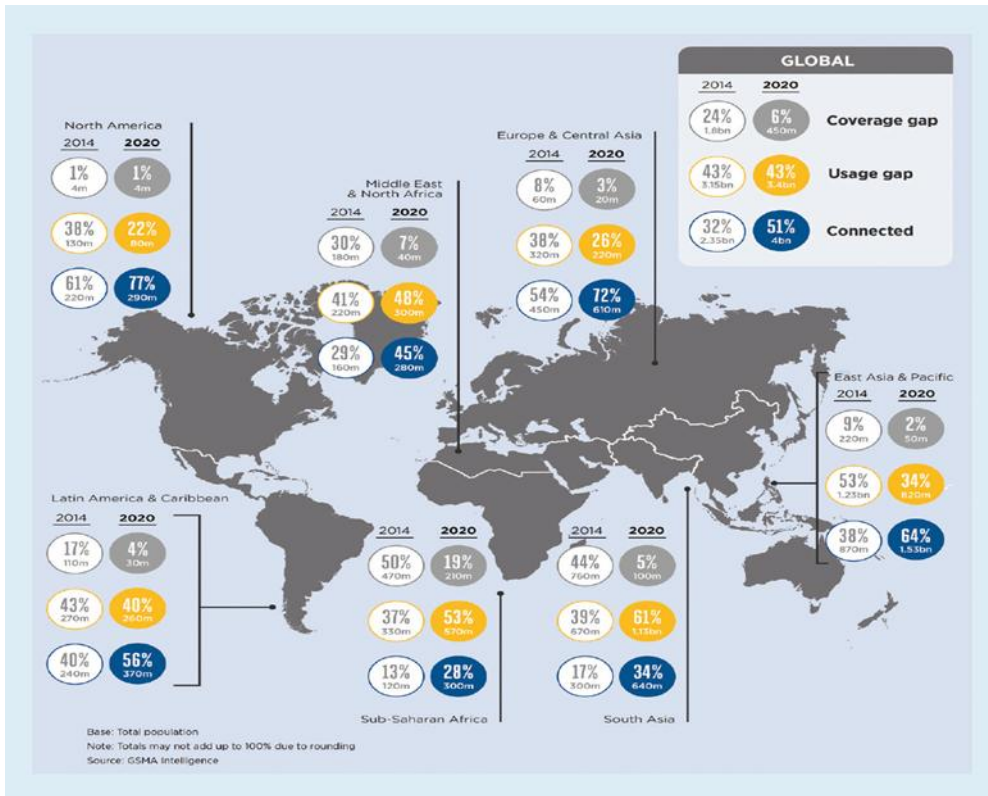 GLOBAL
2014 2020
24% 6%
1.8bn 450m
Coverage gap
43% 43%
3.15bn 3.4bn
Usage gap
32% 51%
2.35bn 4bn
Connected
North America
2014 2020
1% 1%
4m 4m
38% 22%
130m 80m
61% 77%
220m 290m
Middle East
& North Africa
2014 2020
30% 7%
180m 40m
41% 48%
220m 300m
29% 45%
160m 280m
Europe & Central Asia
2014 2020
8% 3%
60m 20m
38% 26%
320m 220m
54% 72%
450m 610m
East Asia & Pacific
2014 2020
9% 2%
220m 50m
53% 34%
1.23bn 820m
38% 64%
870m 1.53bn
Latin America & Caribbean
2014 2020
17% 4%
110m 30m
43% 40%
270m 260m
40% 56%
240m 370m
2014 2020
50% 19%
470m 210m
37% 53%
330m 570m
13% 28%
120m 300m
Sub-Saharan Africa
2014 2020
44% 5%
760m 100m
39% 61%
670m 1.13bn
17% 34%
300m 640m
South Asia
Base: Total population
Note: Totals may not add up to 100% due to rounding
Source: GSMA Intelligence